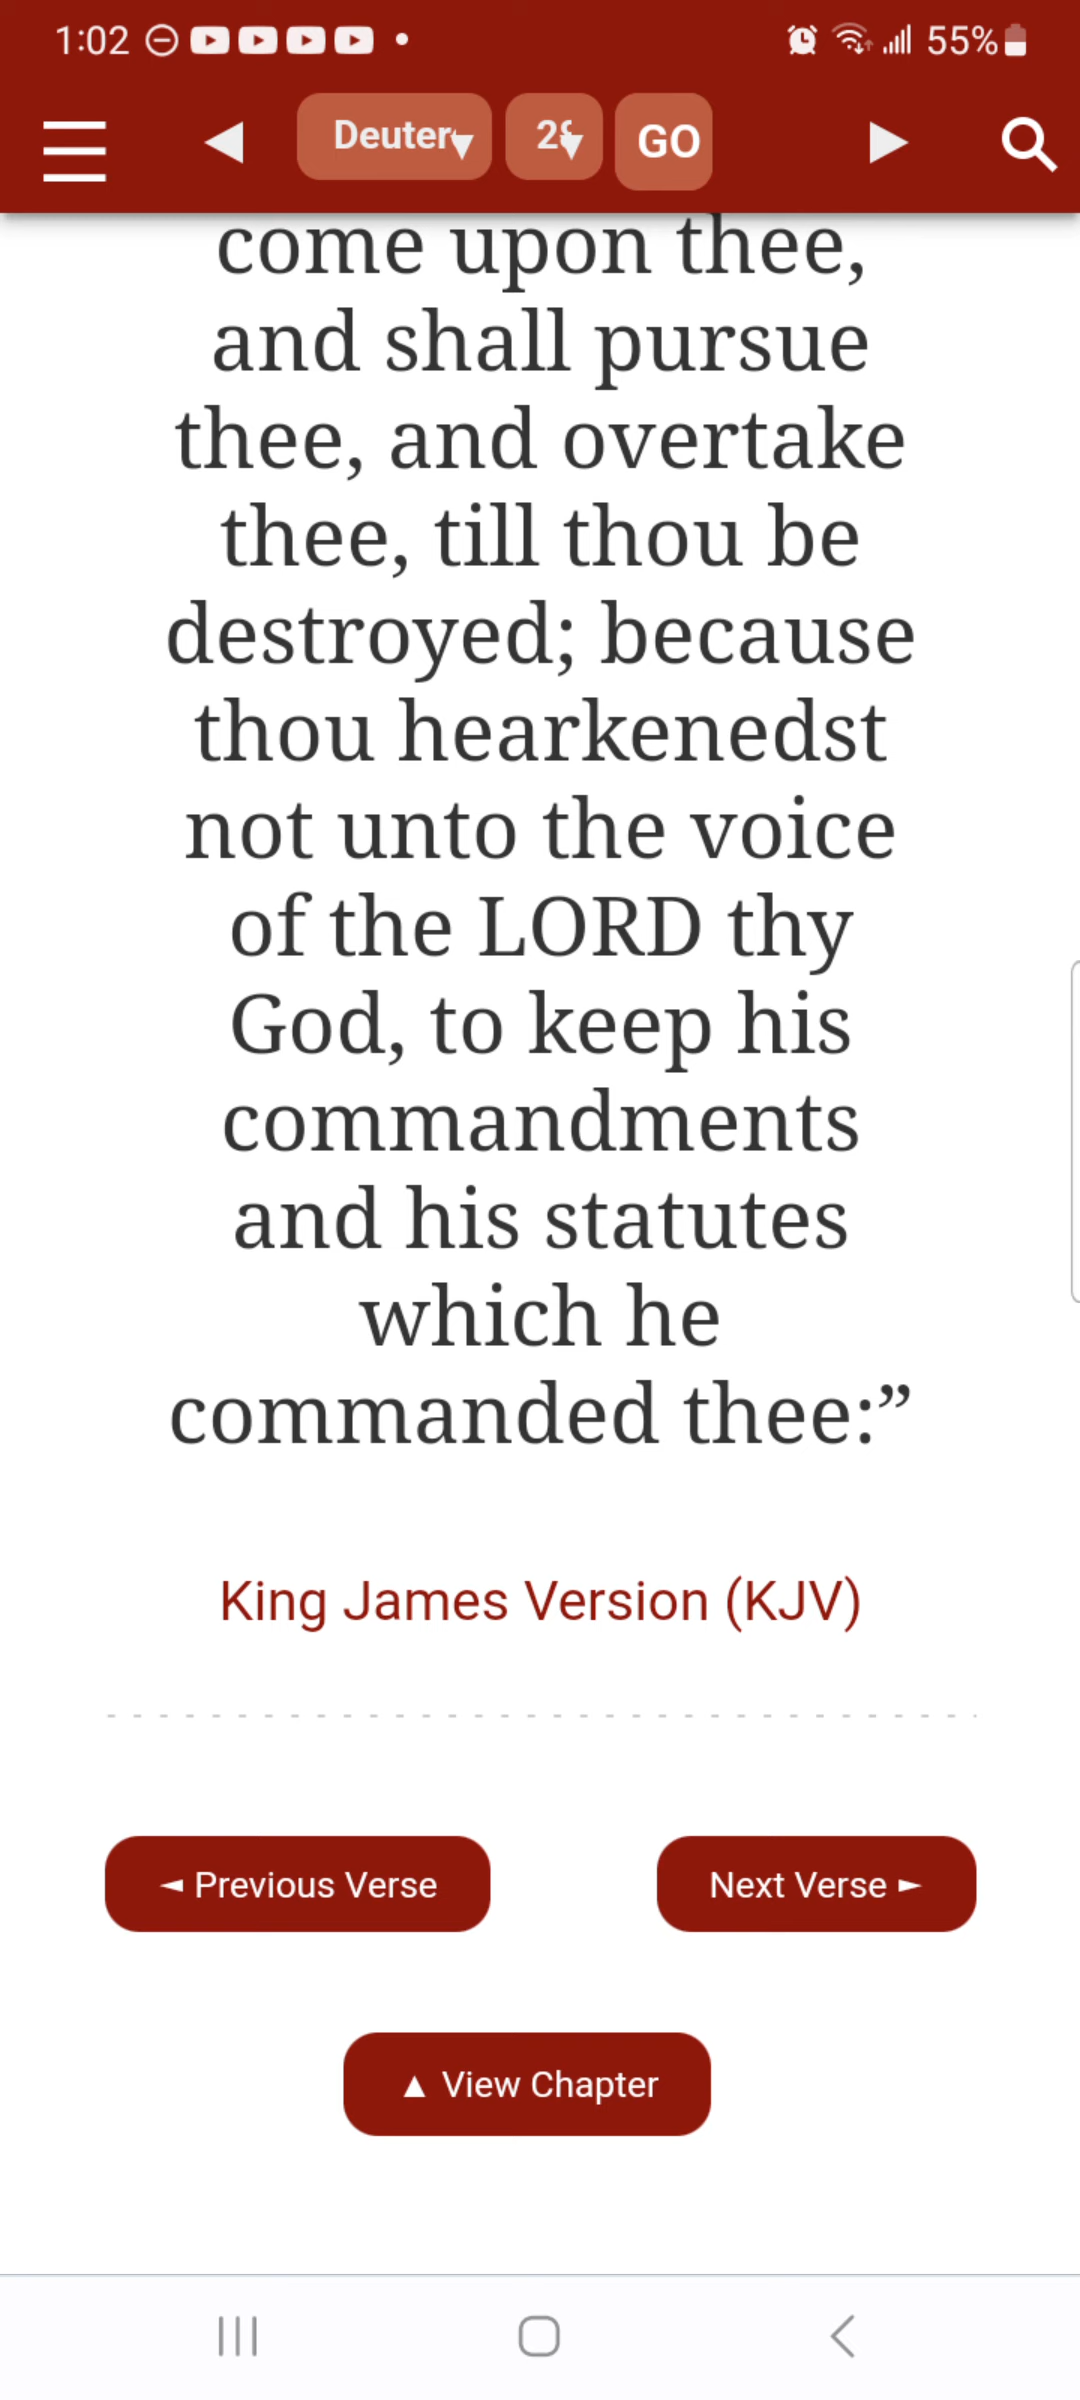 1:02 55%
Deuter GO
come upon thee,
and shall pursue
thee, and overtake
thee, till thou be
destroyed; because
thou hearkenedst
not unto the voice
of the LORD thy
God, to keep his
commandments
and his statutes
which he
commanded thee:”
King James Version (KJV)
◄ Previous Verse Next Verse ►
▲ View Chapter